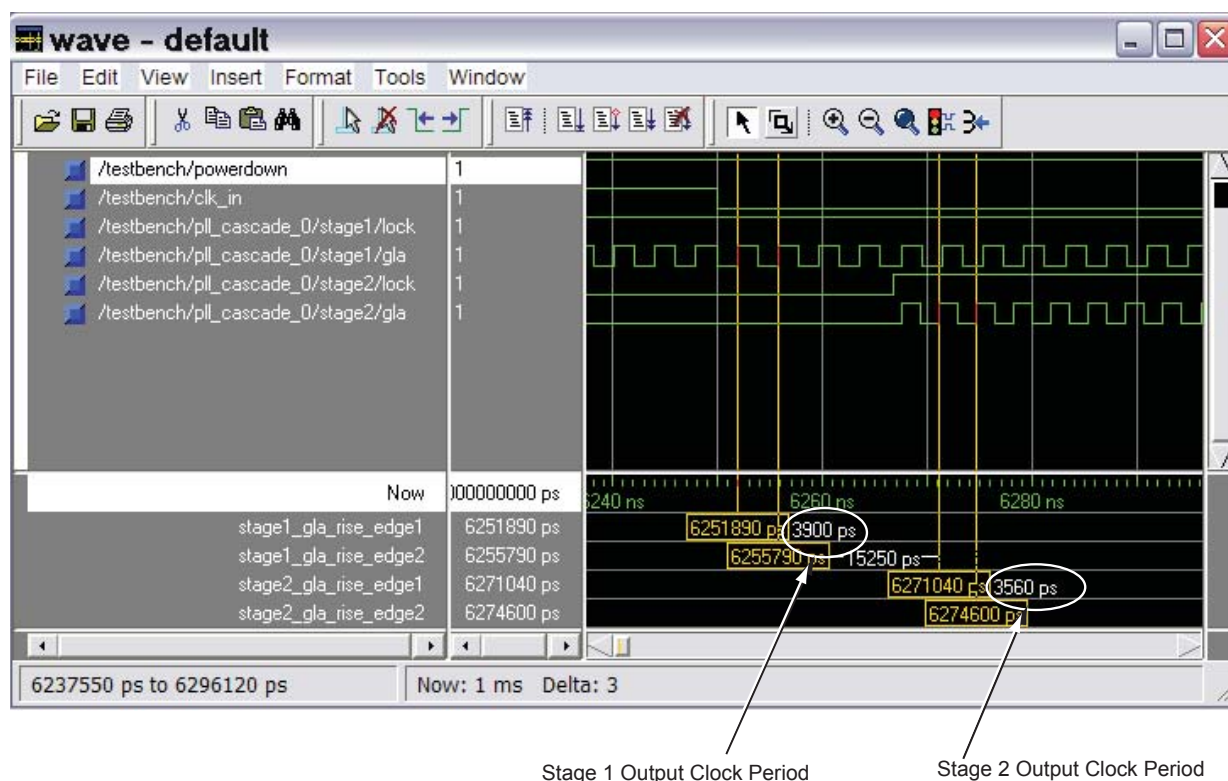 wave - default
File Edit View Insert Format Tools Window
/testbench/powerdown 1
/testbench/clk_in 1
/testbench/pll_cascade_0/stage1/lock 1
/testbench/pll_cascade_0/stage1/gla 1
/testbench/pll_cascade_0/stage2/lock 1
/testbench/pll_cascade_0/stage2/gla 1
Now 000000000 ps 6240 ns 6260 ns 6280 ns
stage1_gla_rise_edge1 6251890 ps 6251890 ps 3900 ps
stage1_gla_rise_edge2 6255790 ps 6255790 ps 15250 ps
stage2_gla_rise_edge1 6271040 ps 6271040 ps 3560 ps
stage2_gla_rise_edge2 6274600 ps 6274600 ps
6237550 ps to 6296120 ps Now: 1 ms Delta: 3
Stage 1 Output Clock Period Stage 2 Output Clock Period